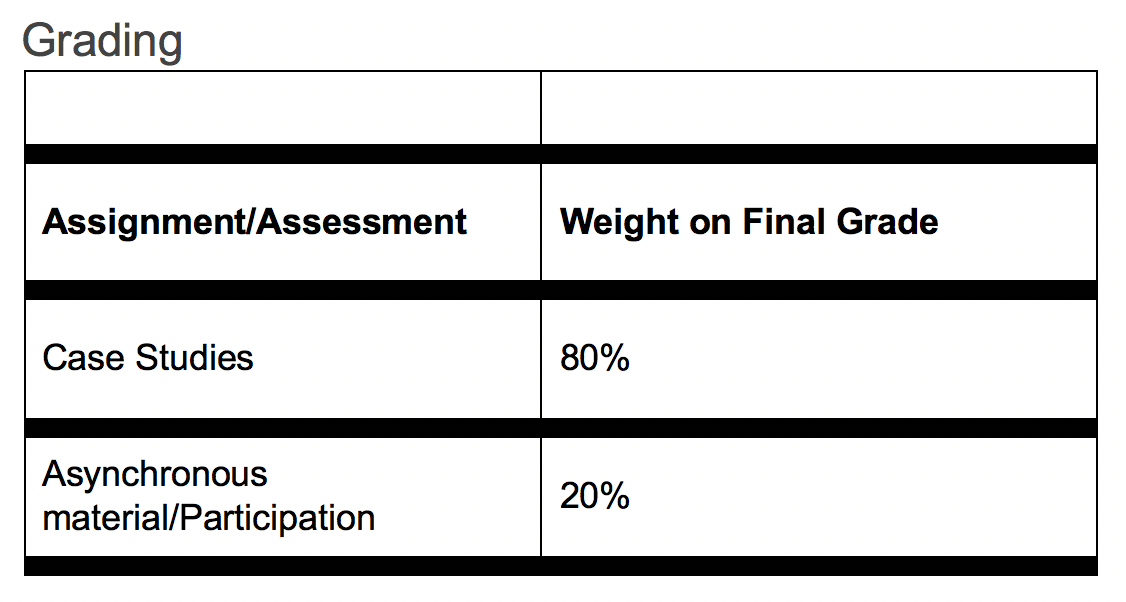 Grading
Assignment/Assessment
Weight on Final Grade
Case Studies
80%
Asynchronous
material/Participation
20%